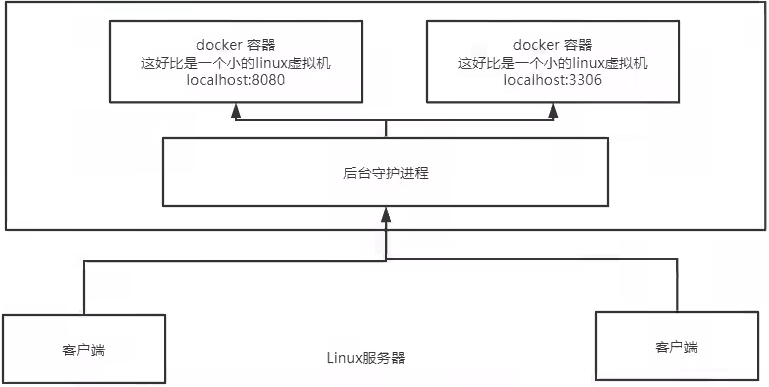 docker 容器
这好比是一个小的linux虚拟机
localhost:8080
docker 容器
这好比是一个小的linux虚拟机
localhost:3306
后台守护进程
客户端
Linux服务器
客户端